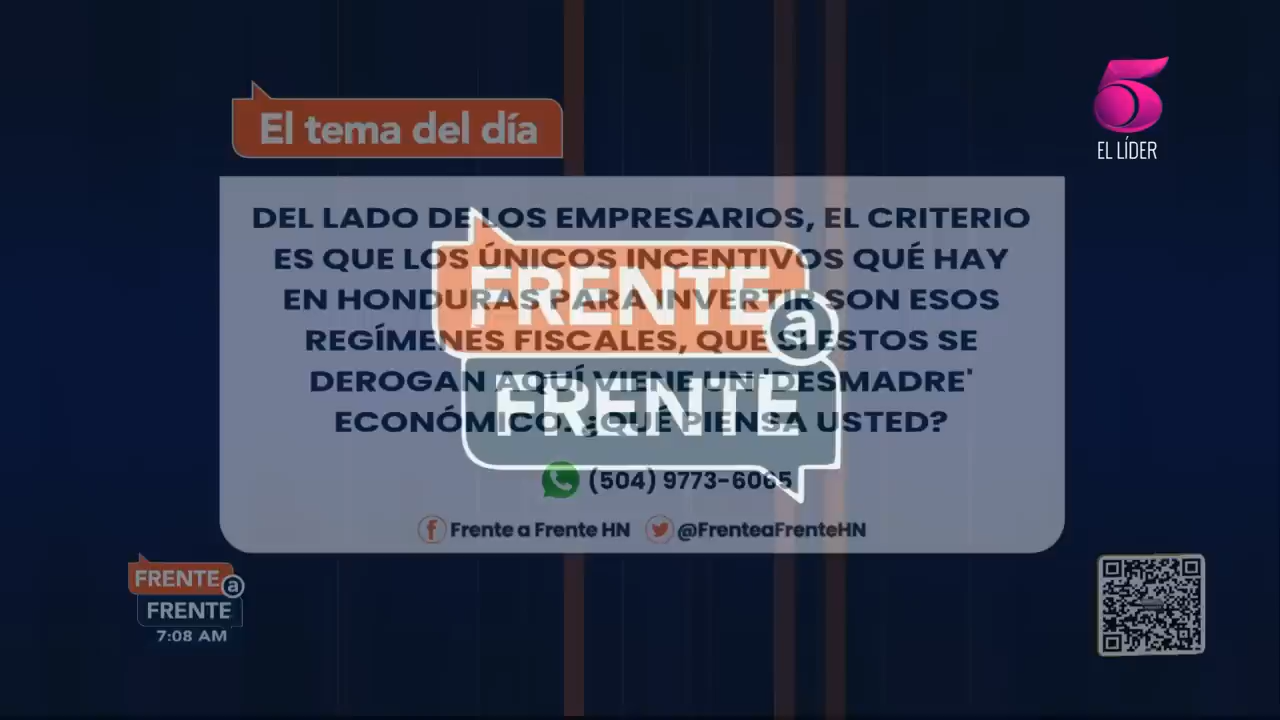 5
EL LÍDER
El tema del día
DEL LADO DE LOS EMPRESARIOS, EL CRITERIO
ES QUE LOS ÚNICOS INCENTIVOS QUÉ HAY
EN HONDURAS PARA INVERTIR SON ESOS
REGÍMENES FISCALES, QUE SI ESTOS SE
DEROGAN AQUÍ VIENE UN 'DESMADRE'
ECONÓMICO. ¿QUÉ PIENSA USTED?
FRENTE a
FRENTE
(504) 9773-6065
Frente a Frente HN @FrenteaFrenteHN
FRENTE a
FRENTE
7:08 AM